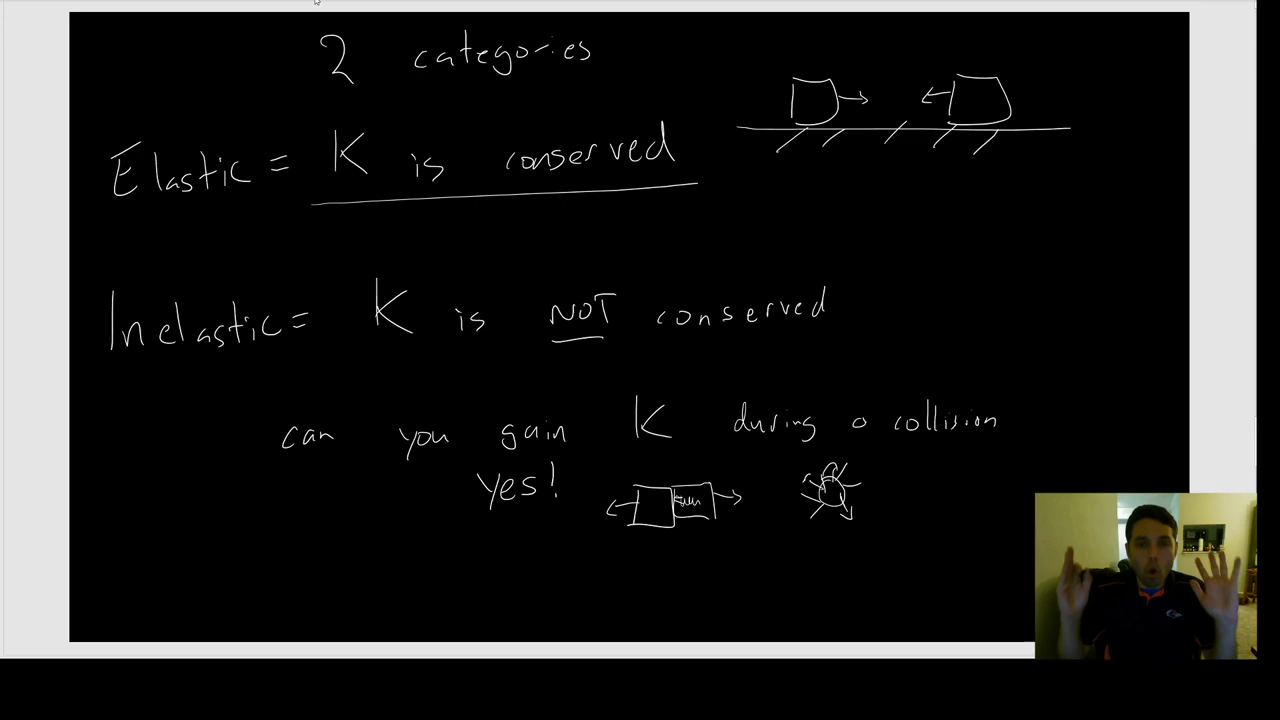 2 categories
Elastic = K is conserved
Inelastic = K is NOT conserved
can you gain K during a collision
yes!